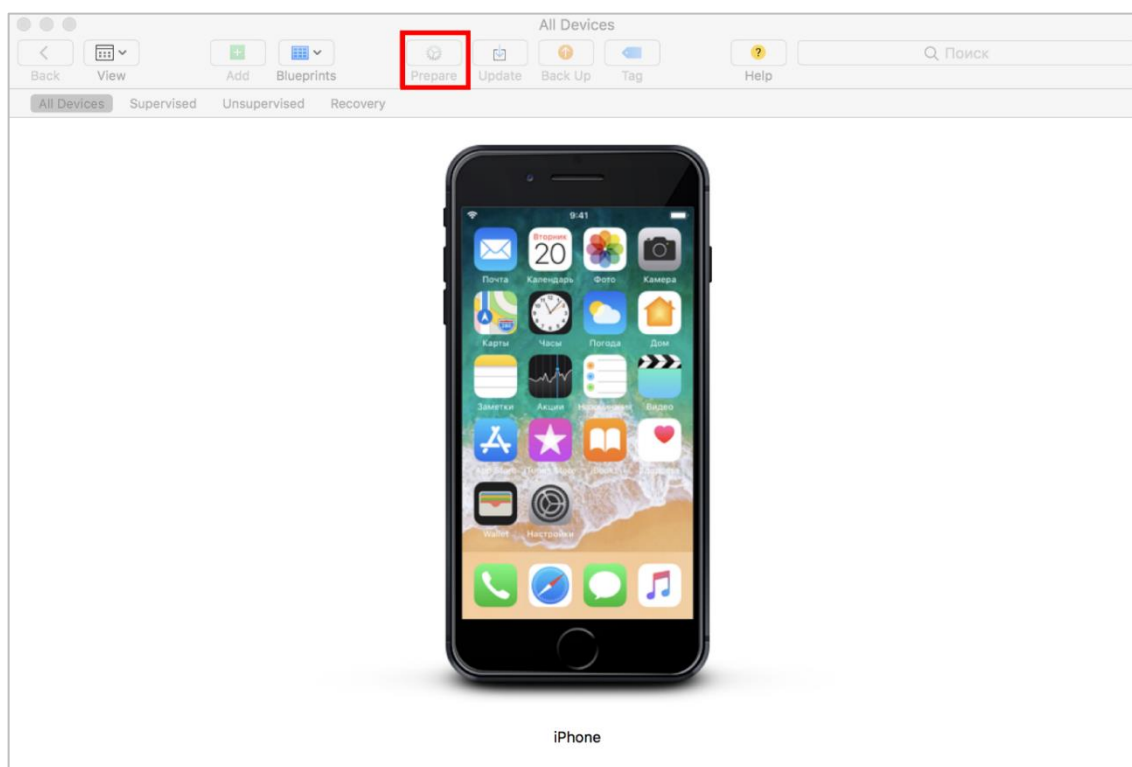 All Devices
Back View Add Blueprints Prepare Update Back Up Tag Help Поиск
All Devices Supervised Unsupervised Recovery
9:41
Вторник
20
Почта Календарь Фото Камера
Карты Часы Погода Дом
Заметки Акции Видео
Wallet Настройки
iPhone